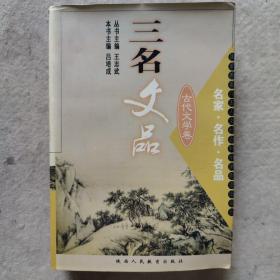 丛书主编 王志武
本书主编 吕培成
三名文品
古代文学卷
名家·名作·名品
陕西人民教育出版社